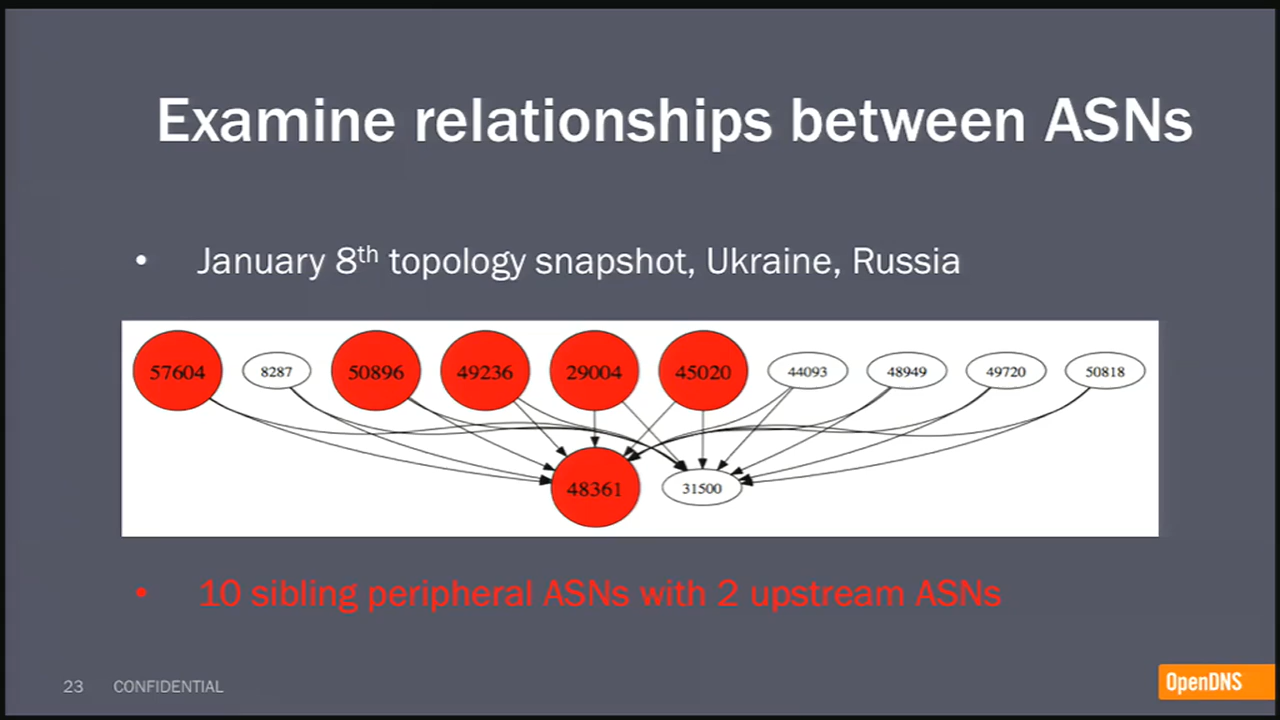 Examine relationships between ASNs
• January 8th topology snapshot, Ukraine, Russia
57604 8287 50896 49236 29004 45020 44093 48949 49720 50818
48361 31500
• 10 sibling peripheral ASNs with 2 upstream ASNs
23 CONFIDENTIAL
OpenDNS